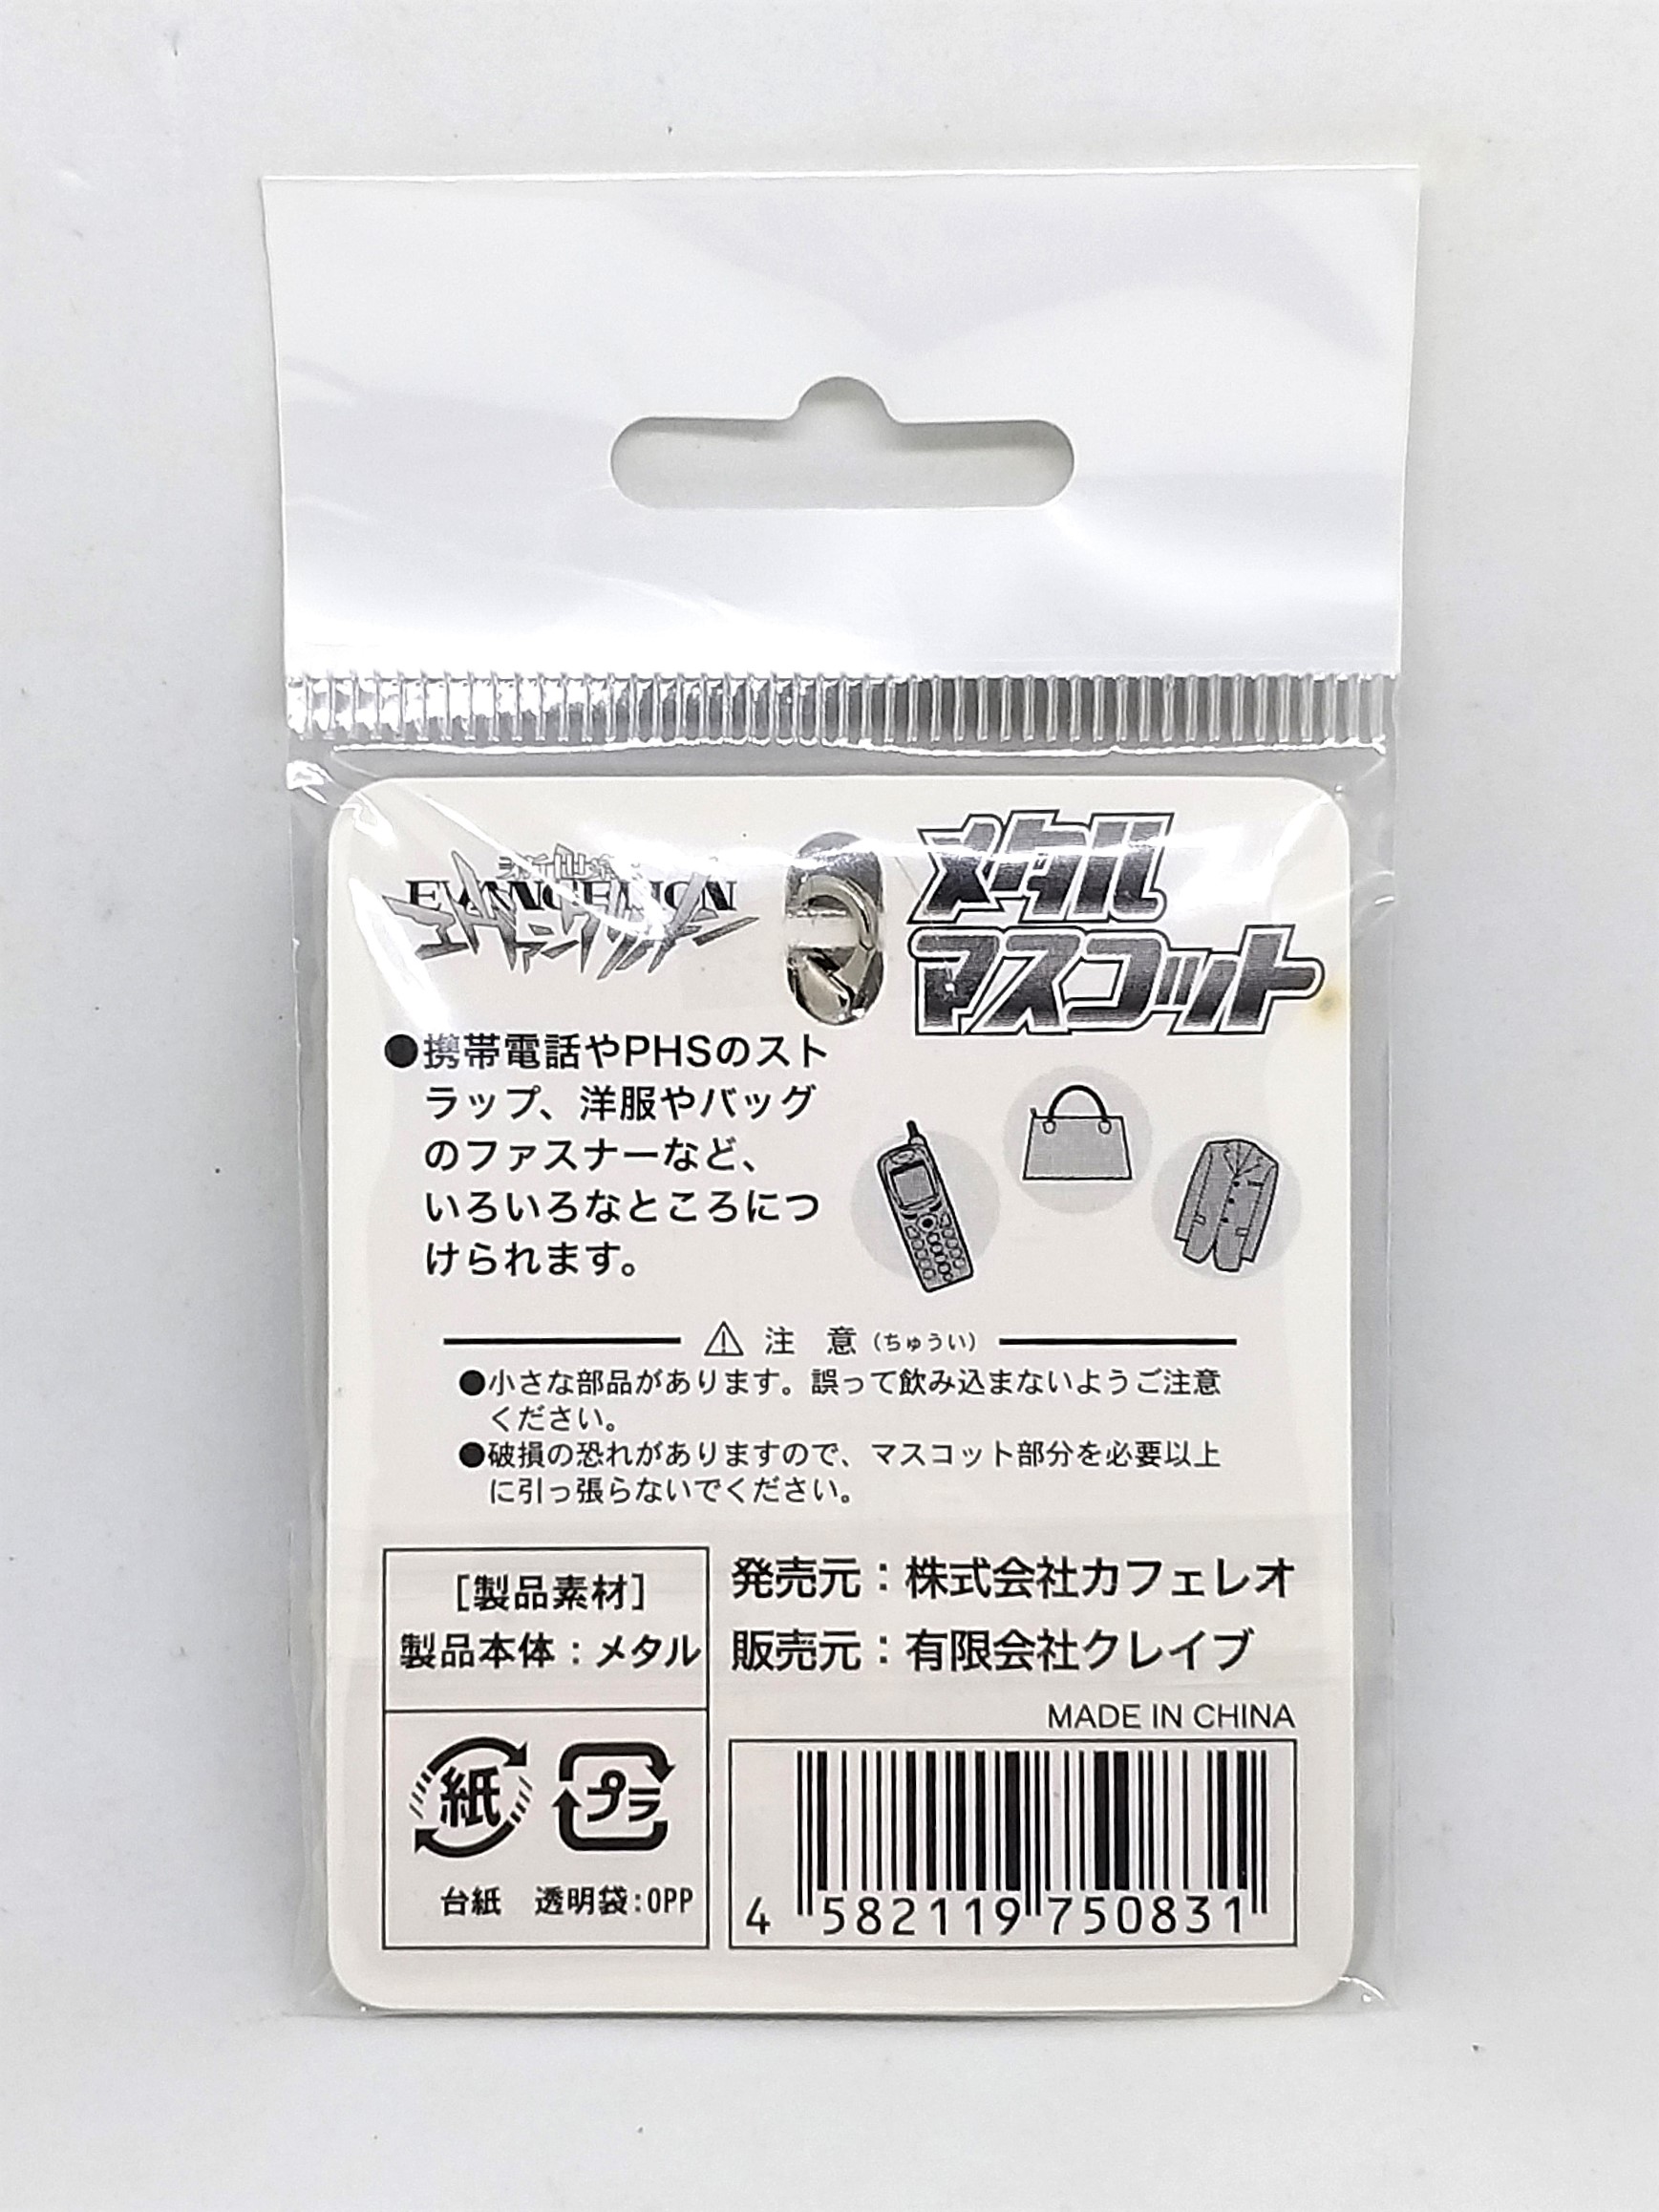 EVANGELION
エヴァンゲリオン
メタル
マスコット
●携帯電話やPHSのスト
ラップ、洋服やバッグ
のファスナーなど、
いろいろなところにつ
けられます。
⚠ 注 意(ちゅうい)
●小さな部品があります。誤って飲み込まないようご注意
ください。
●破損の恐れがありますので、マスコット部分を必要以上
に引っ張らないでください。
[製品素材]
製品本体:メタル
発売元:株式会社カフェレオ
販売元:有限会社クレイブ
MADE IN CHINA
紙 プラ
台紙 透明袋:OPP
4 582119 750831